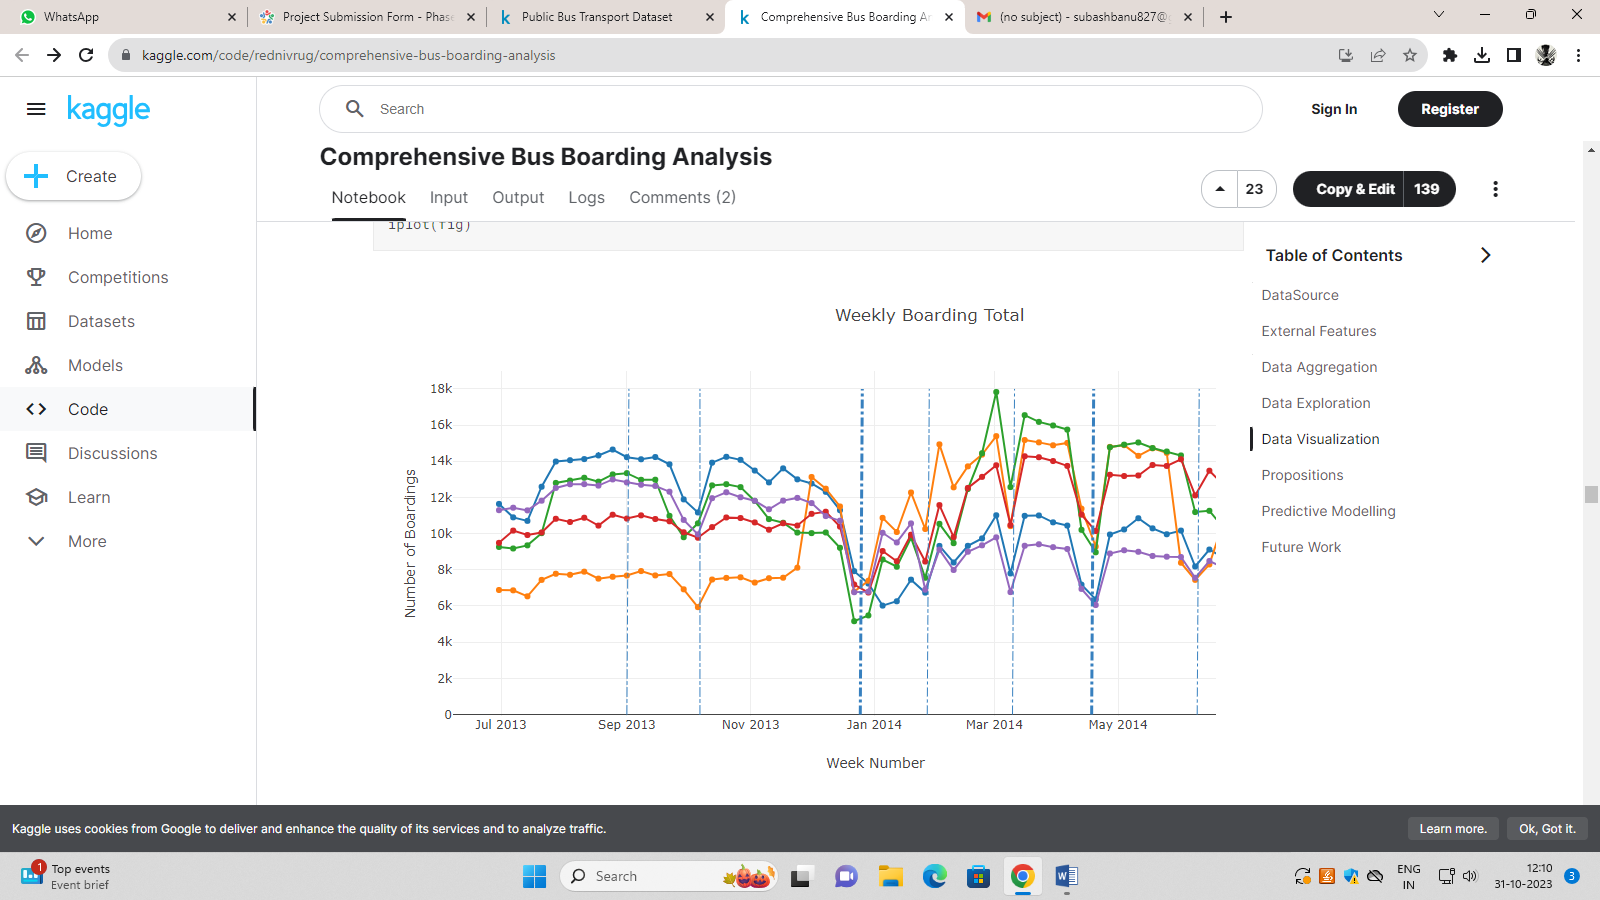 WhatsApp
Project Submission Form - Phase
Public Bus Transport Dataset
Comprehensive Bus Boarding An
(no subject) - subashbanu827@g
kaggle.com/code/rednivrug/comprehensive-bus-boarding-analysis
kaggle
Search
Sign In
Register
Create
Home
Competitions
Datasets
Models
Code
Discussions
Learn
More
Comprehensive Bus Boarding Analysis
Notebook Input Output Logs Comments (2)
23
Copy & Edit 139
iplot(fig)
Table of Contents
DataSource
External Features
Data Aggregation
Data Exploration
Data Visualization
Propositions
Predictive Modelling
Future Work
Weekly Boarding Total
Number of Boardings
18k
16k
14k
12k
10k
8k
6k
4k
2k
0
Jul 2013 Sep 2013 Nov 2013 Jan 2014 Mar 2014 May 2014
Week Number
Kaggle uses cookies from Google to deliver and enhance the quality of its services and to analyze traffic.
Learn more.
Ok, Got it.
1
Top events
Event brief
Search
ENG
IN
12:10
31-10-2023
3